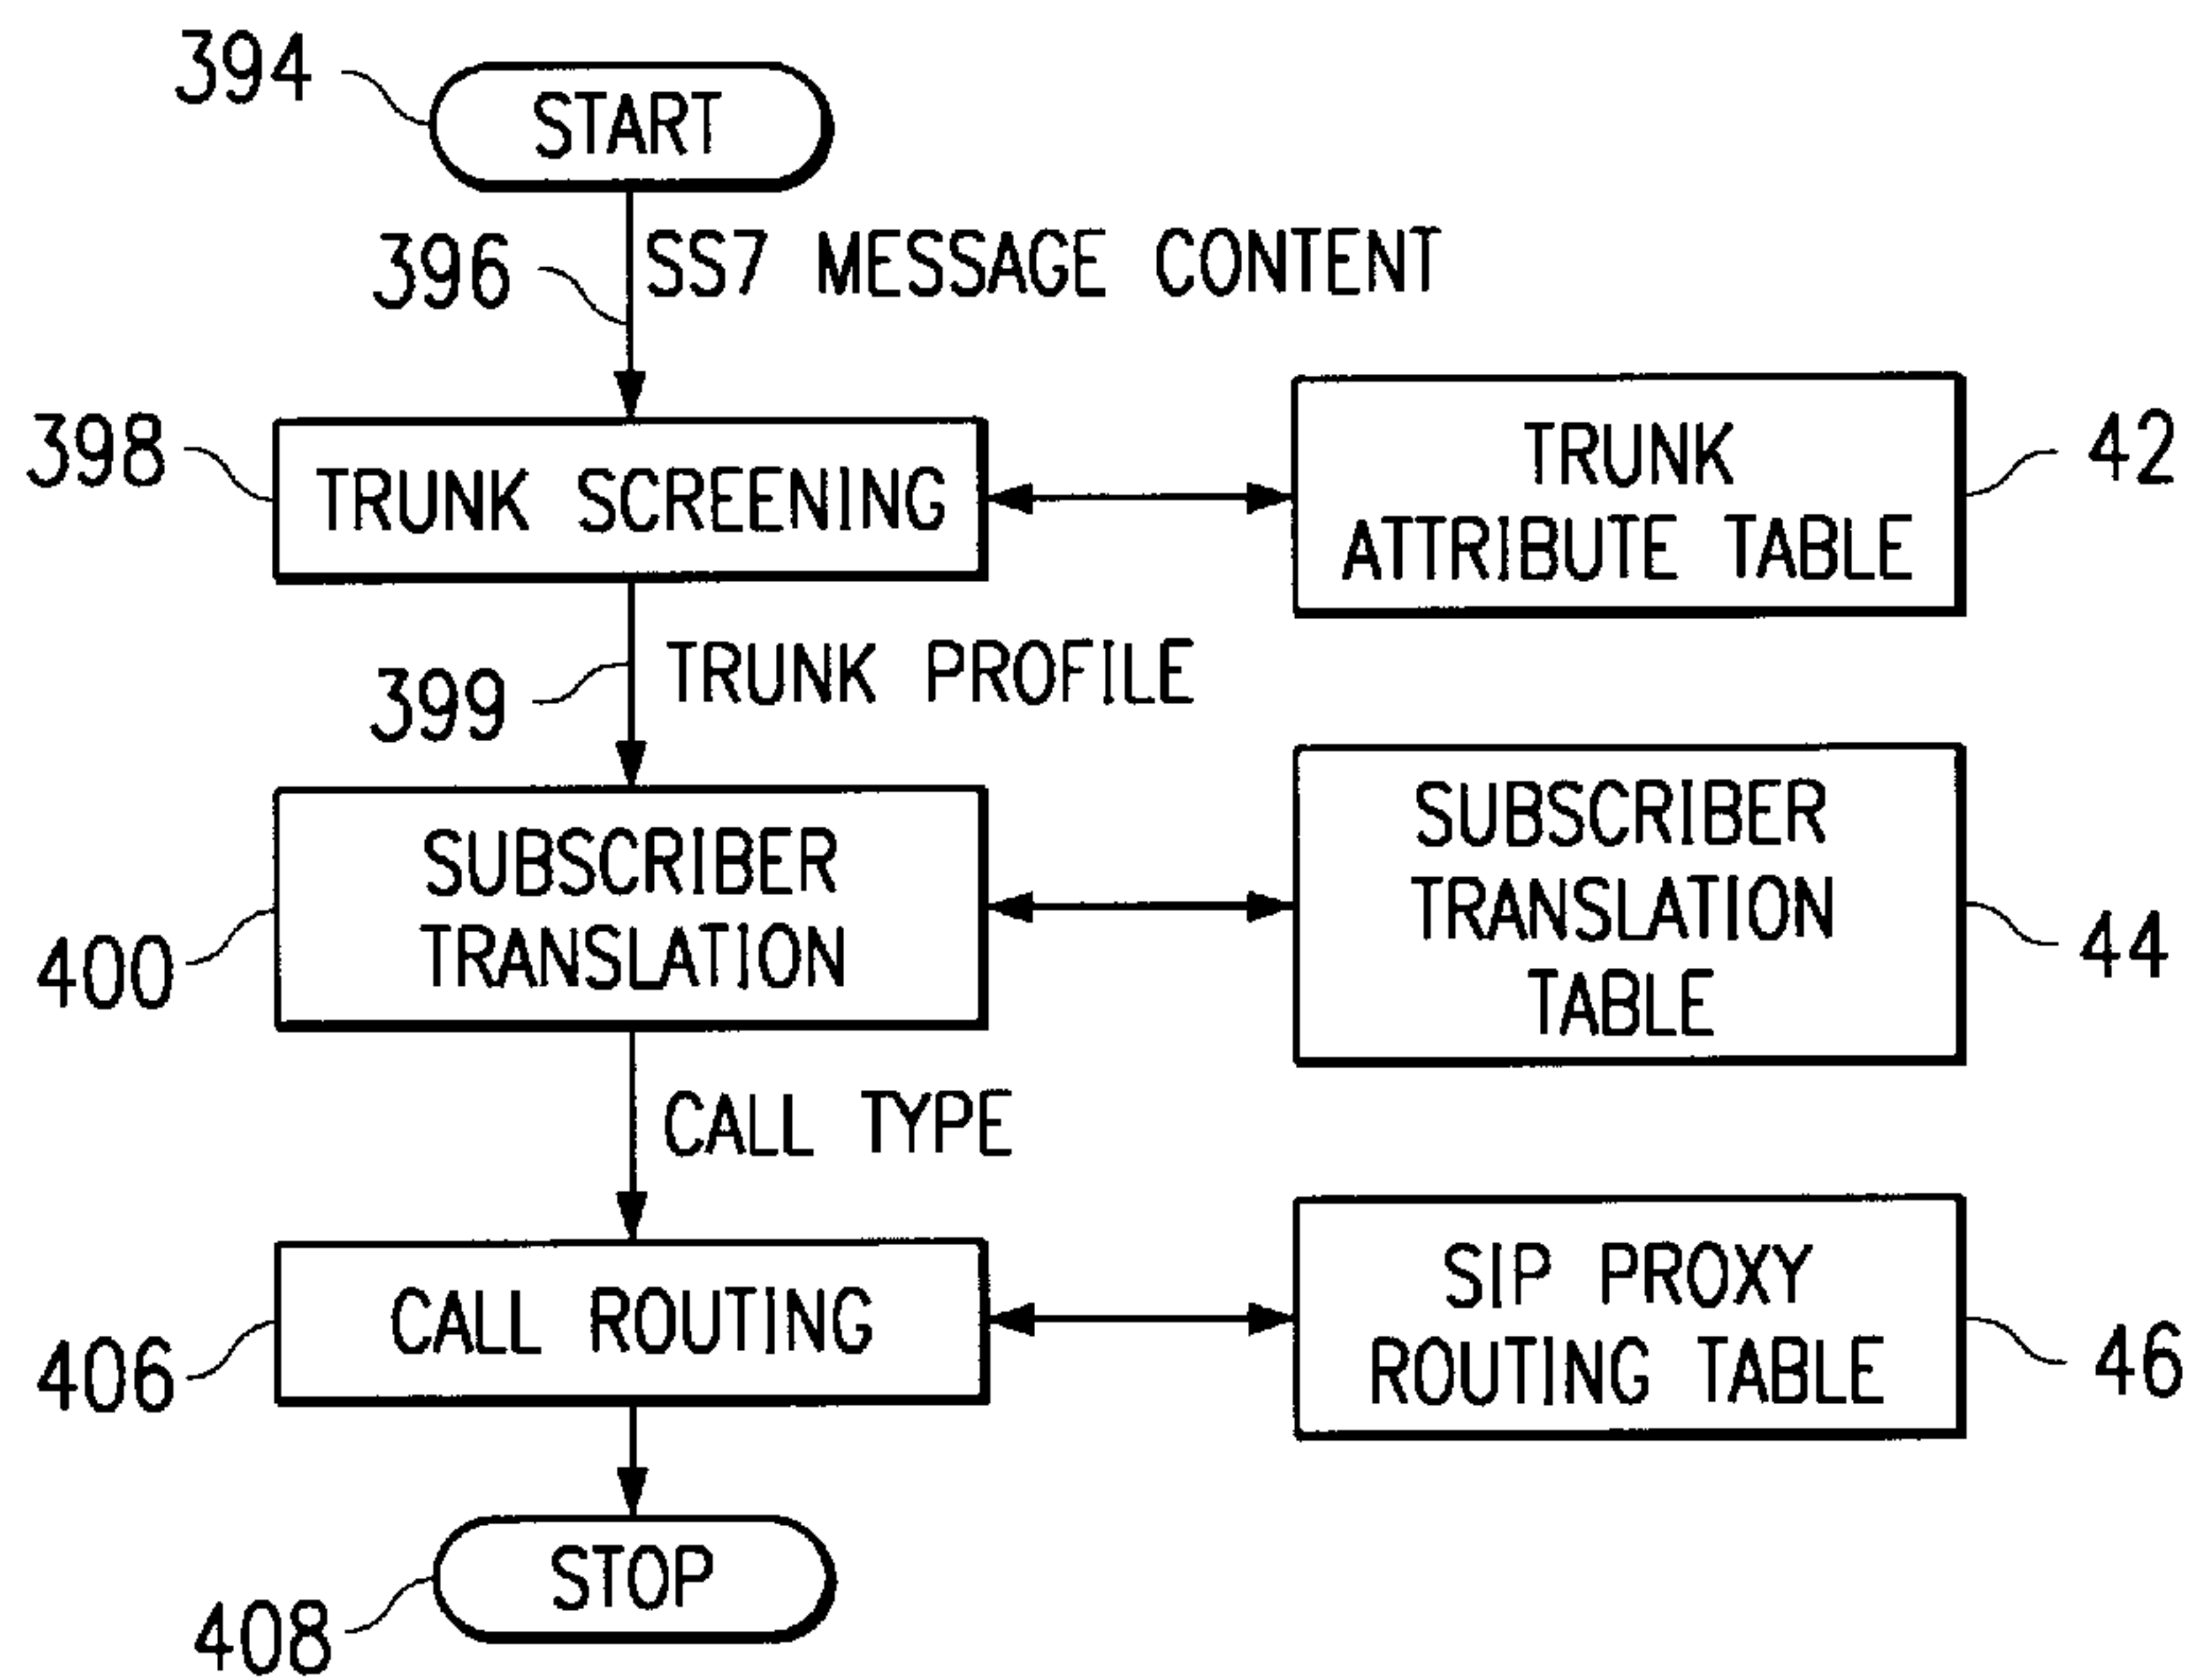 394
START
396
SS7 MESSAGE CONTENT
398
TRUNK SCREENING
TRUNK
ATTRIBUTE TABLE
42
399
TRUNK PROFILE
400
SUBSCRIBER
TRANSLATION
SUBSCRIBER
TRANSLATION
TABLE
44
CALL TYPE
406
CALL ROUTING
SIP PROXY
ROUTING TABLE
46
STOP
408